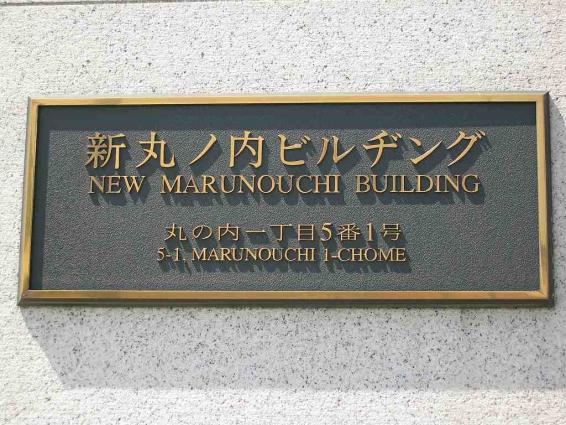 新丸ノ内ビルヂング
NEW MARUNOUCHI BUILDING
丸の内一丁目5番1号
5-1, MARUNOUCHI 1-CHOME